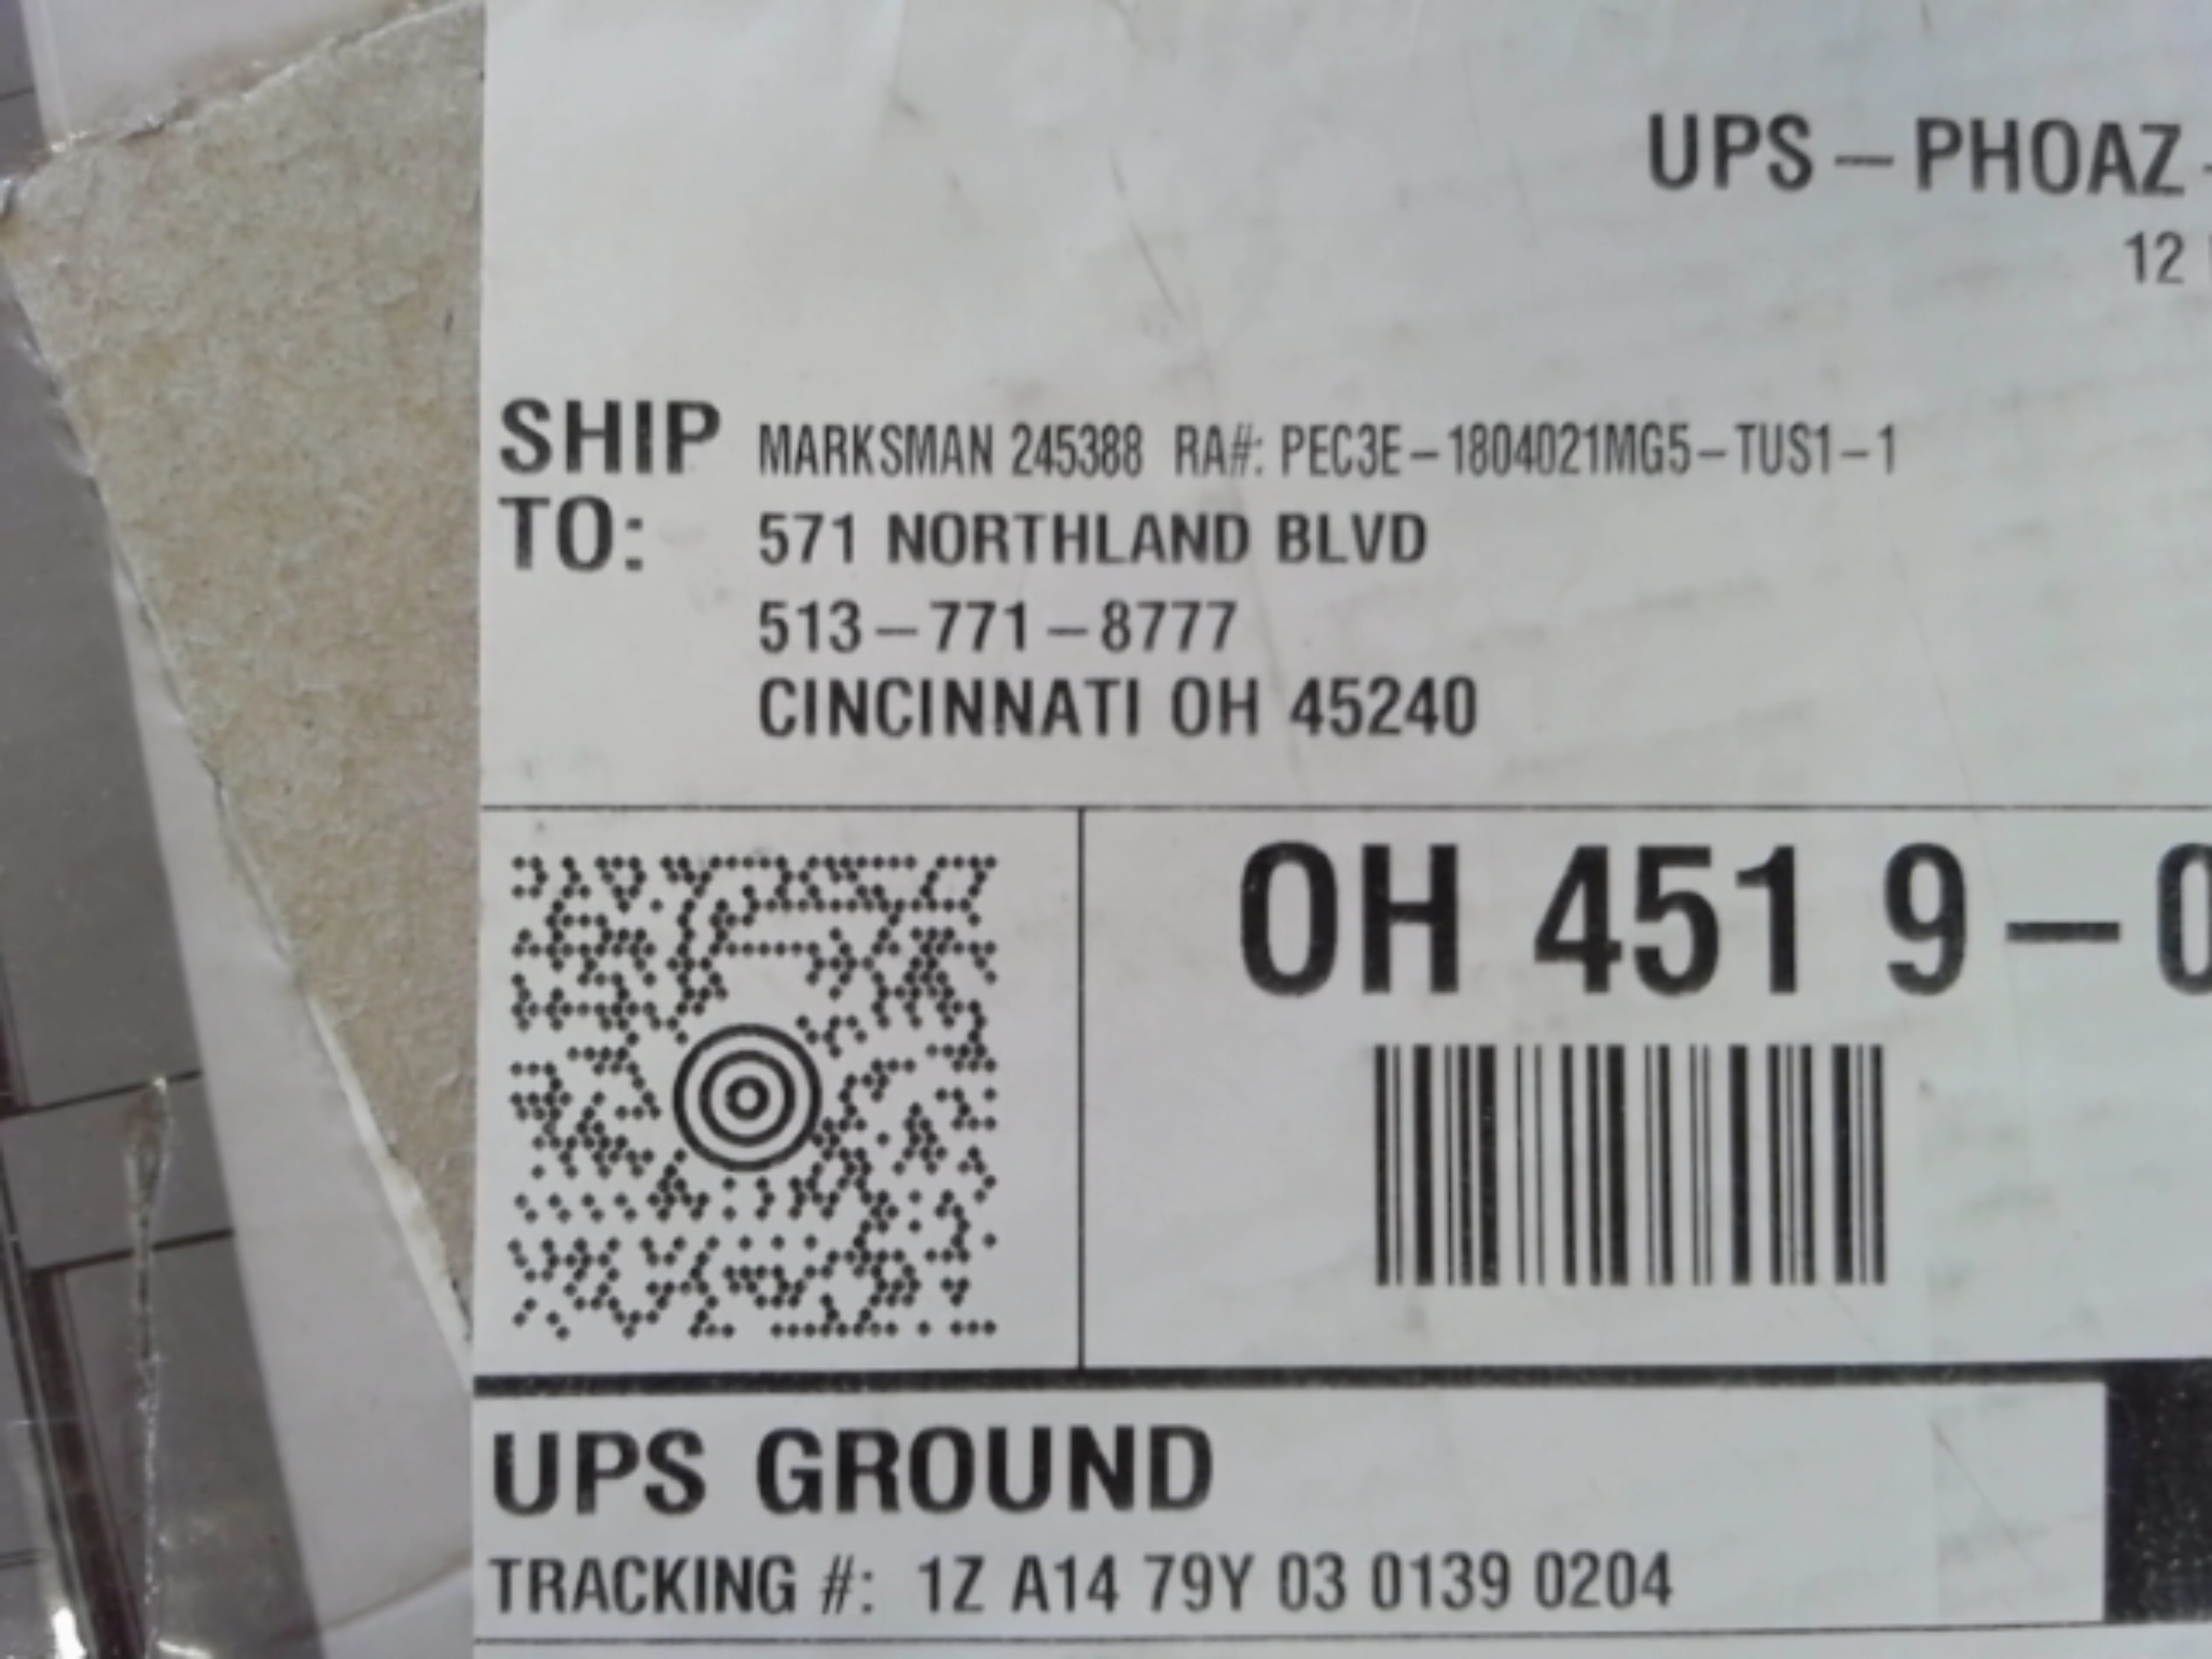 UPS – PHOAZ -
12
SHIP TO:
MARKSMAN 245388 RA#: PEC3E–1804021MG5–TUS1–1
571 NORTHLAND BLVD
513–771–8777
CINCINNATI OH 45240
OH 451 9–0
UPS GROUND
TRACKING #: 1Z A14 79Y 03 0139 0204